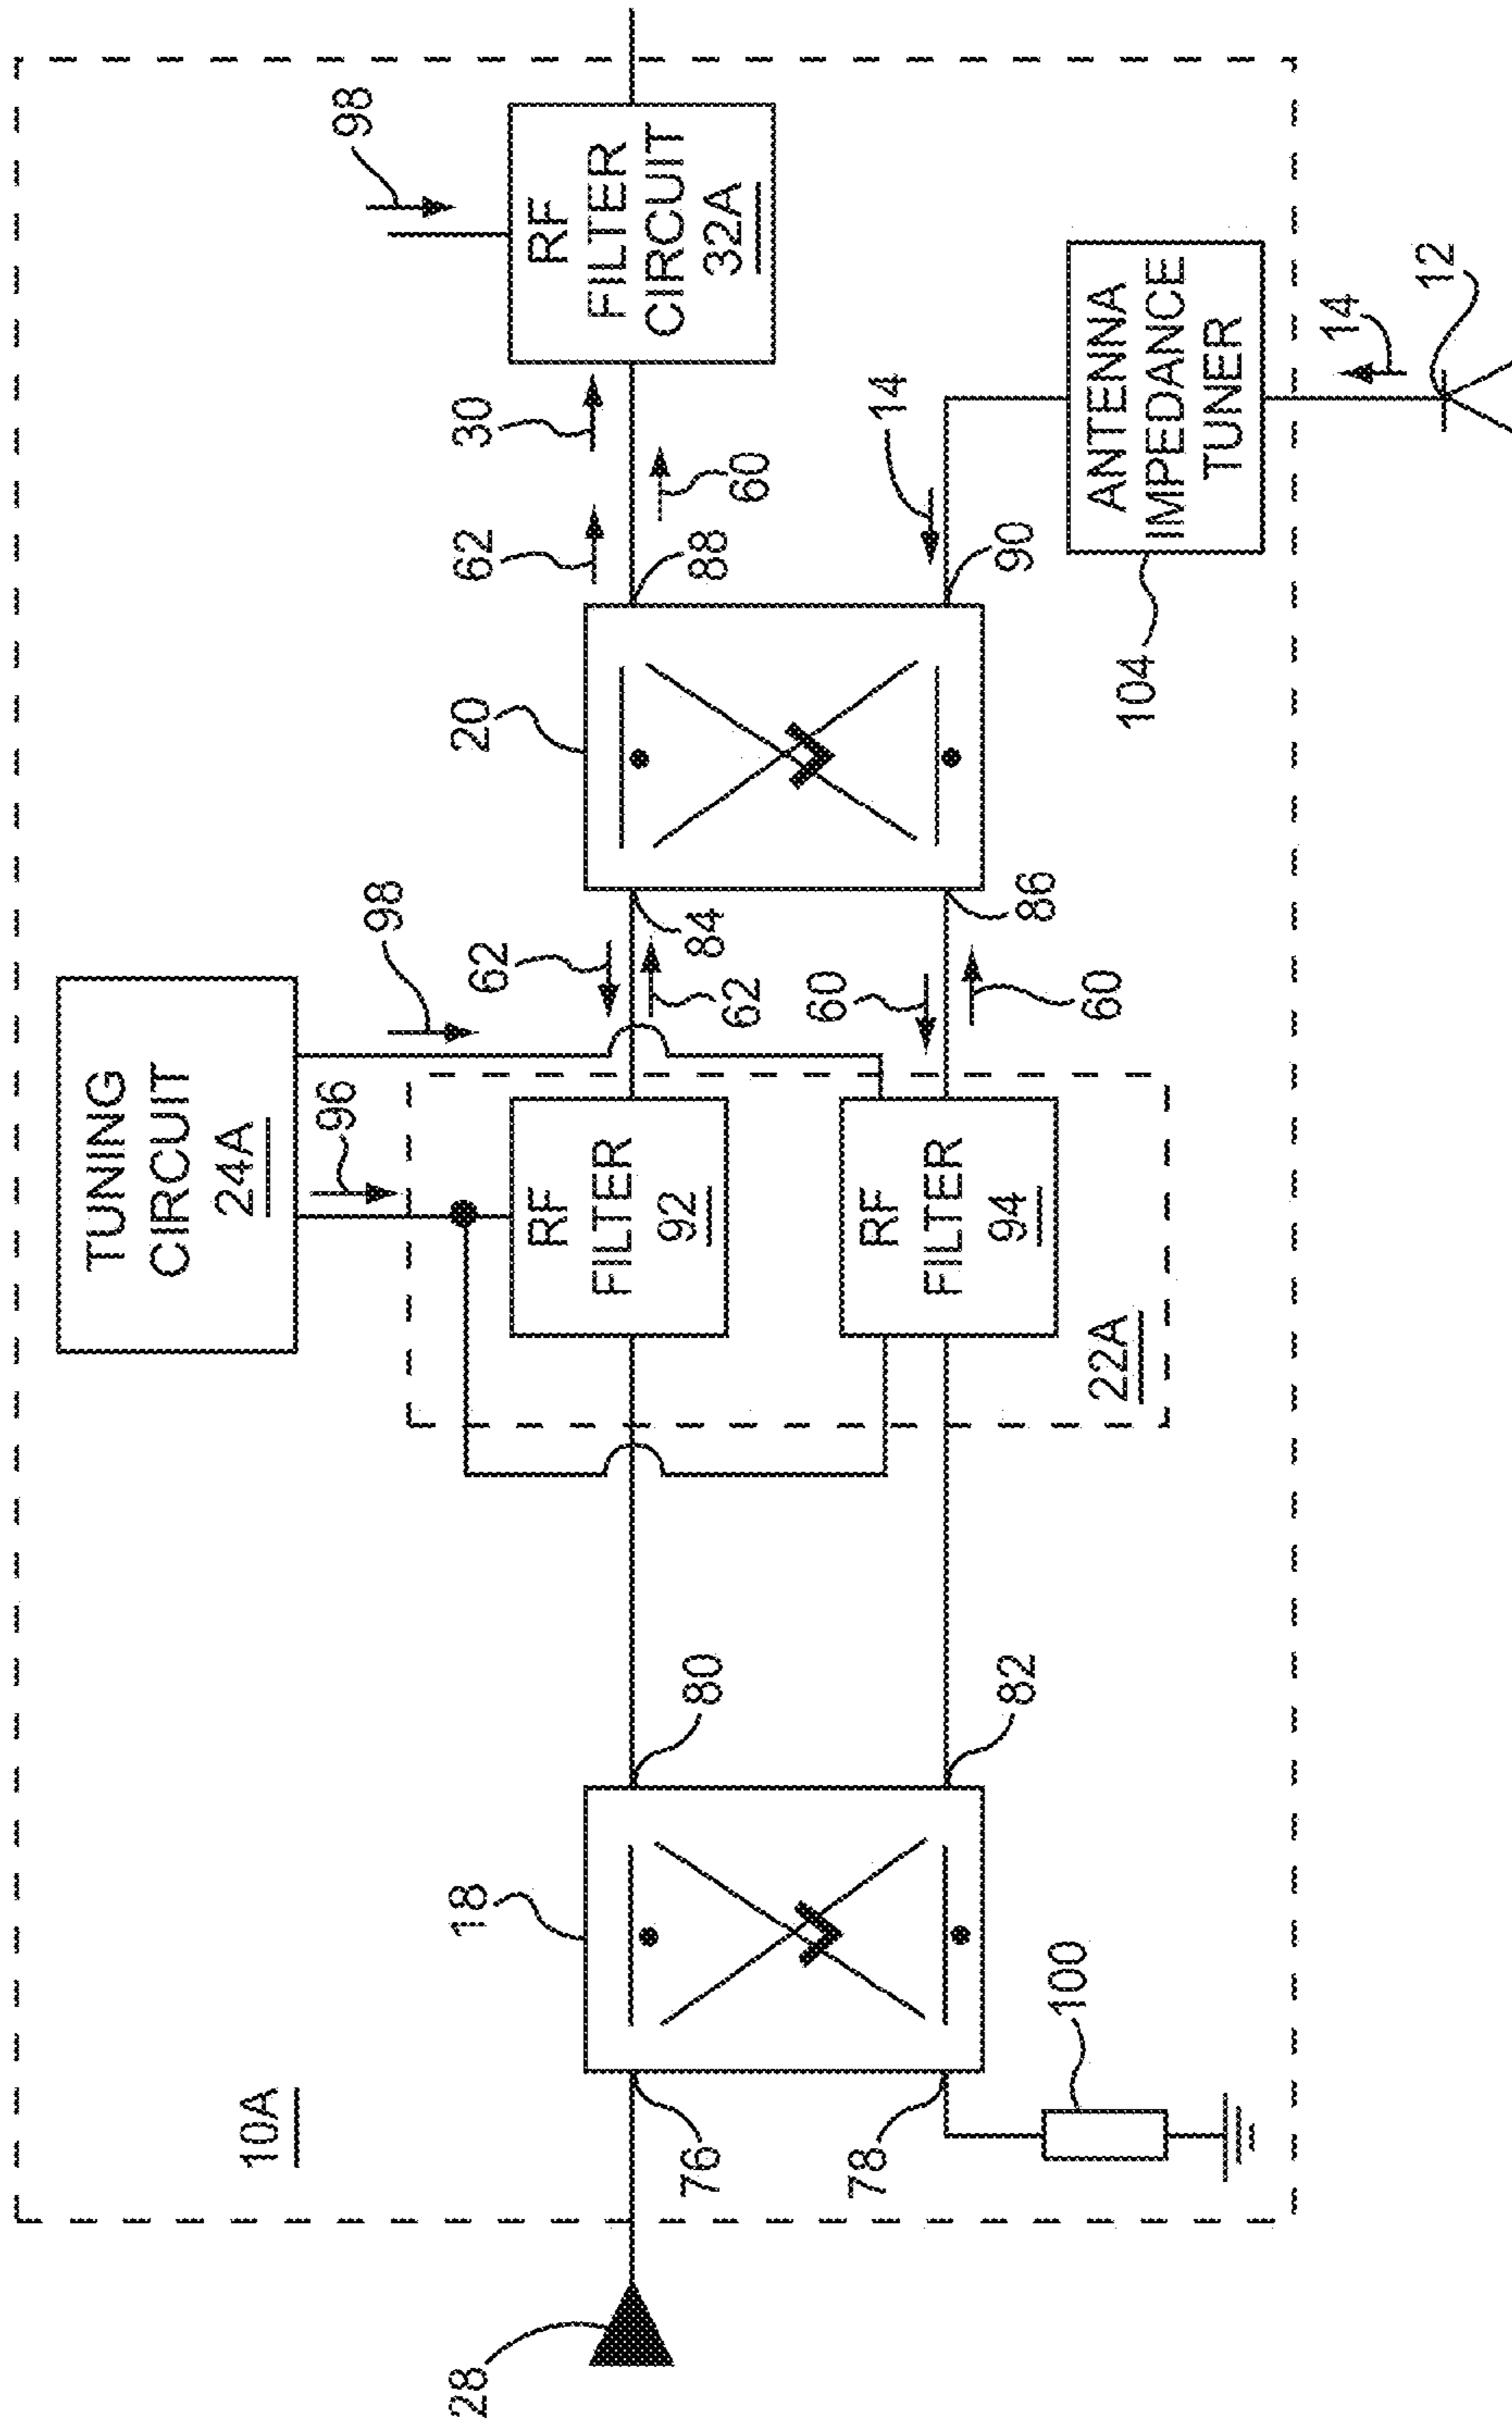 10A
TUNING
CIRCUIT
24A
96
98
98
RF
FILTER
CIRCUIT
32A
62
30
60
88
18
20
28
76
80
RF
FILTER
92
62
62
84
78
82
RF
FILTER
94
60
60
86
14
90
22A
100
104
ANTENNA
IMPEDANCE
TUNER
14
12